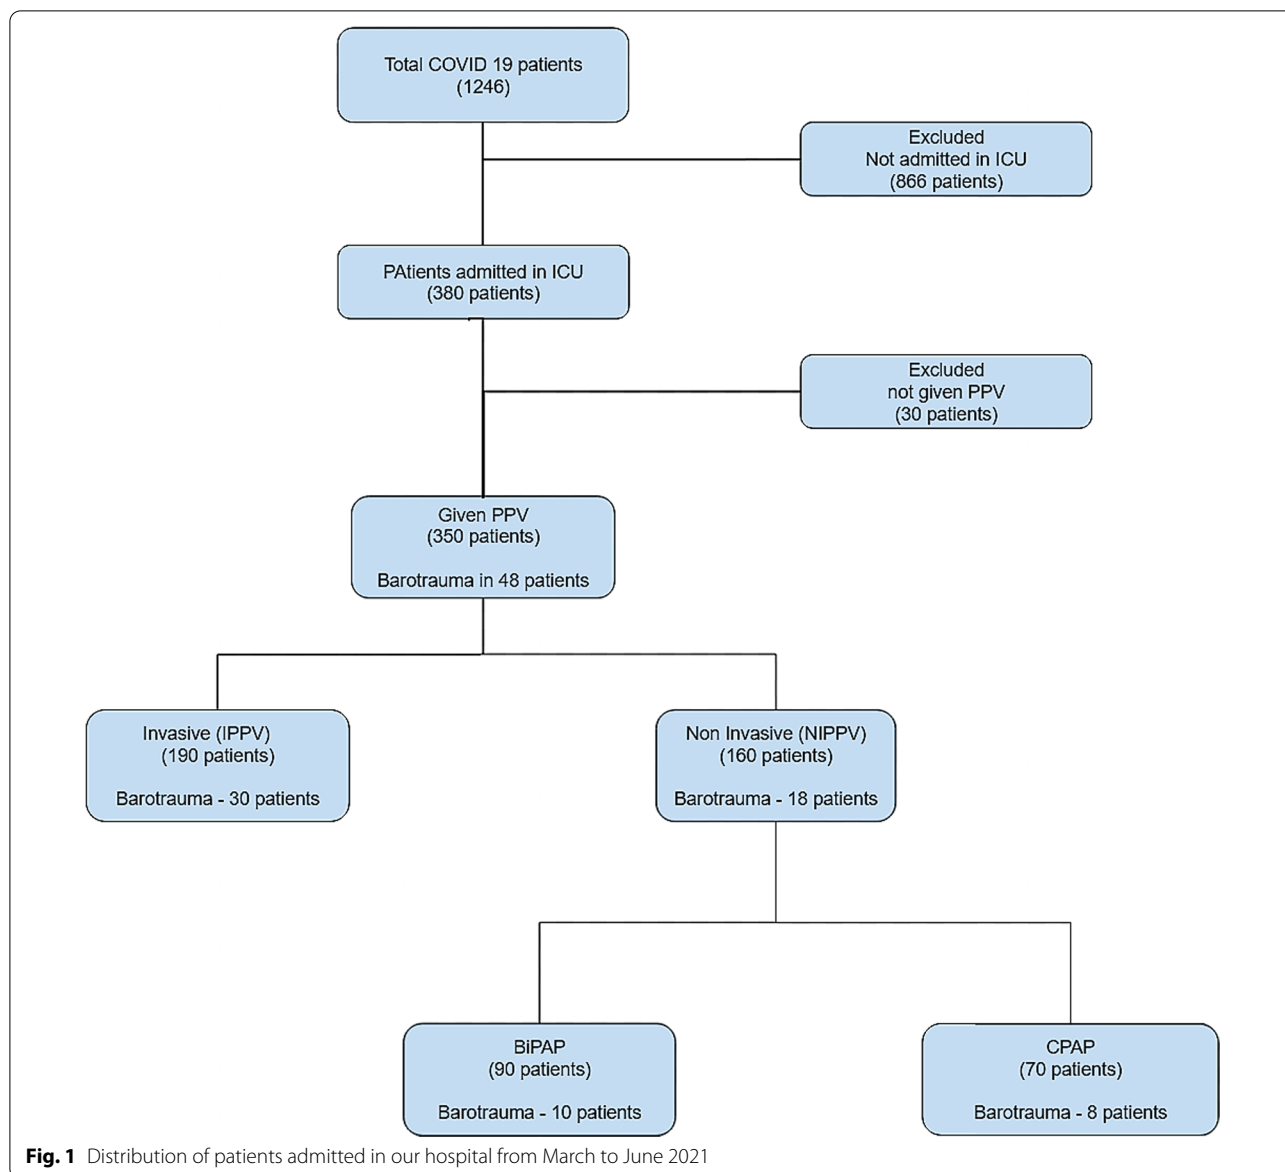 Total COVID 19 patients
(1246)
Excluded
Not admitted in ICU
(866 patients)
PAtients admitted in ICU
(380 patients)
Excluded
not given PPV
(30 patients)
Given PPV
(350 patients)
Barotrauma in 48 patients
Invasive (IPPV)
(190 patients)
Barotrauma - 30 patients
Non Invasive (NIPPV)
(160 patients)
Barotrauma - 18 patients
BiPAP
(90 patients)
Barotrauma - 10 patients
CPAP
(70 patients)
Barotrauma - 8 patients
Fig. 1 Distribution of patients admitted in our hospital from March to June 2021